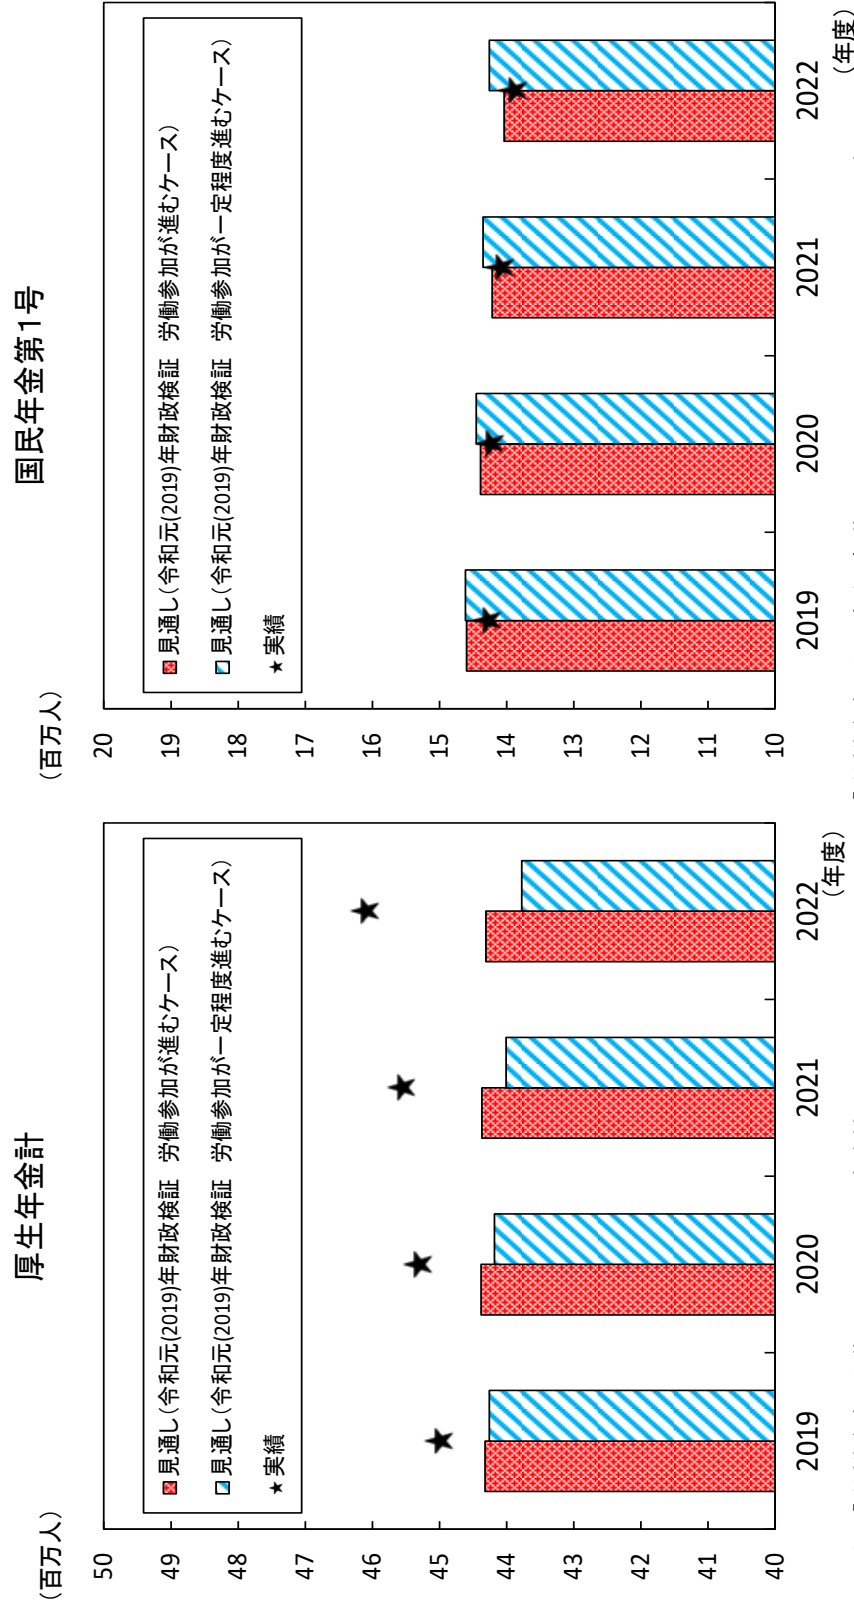 厚生年金計
（百万人）
50
49
48
47
46
45
44
43
42
41
40
見通し（令和元(2019)年財政検証　労働参加が進むケース）
見通し（令和元(2019)年財政検証　労働参加が一定程度進むケース）
★実績
2019
2020
2021
2022
（年度）
国民年金第1号
（百万人）
20
19
18
17
16
15
14
13
12
11
10
見通し（令和元(2019)年財政検証　労働参加が進むケース）
見通し（令和元(2019)年財政検証　労働参加が一定程度進むケース）
★実績
2019
2020
2021
2022
（年度）